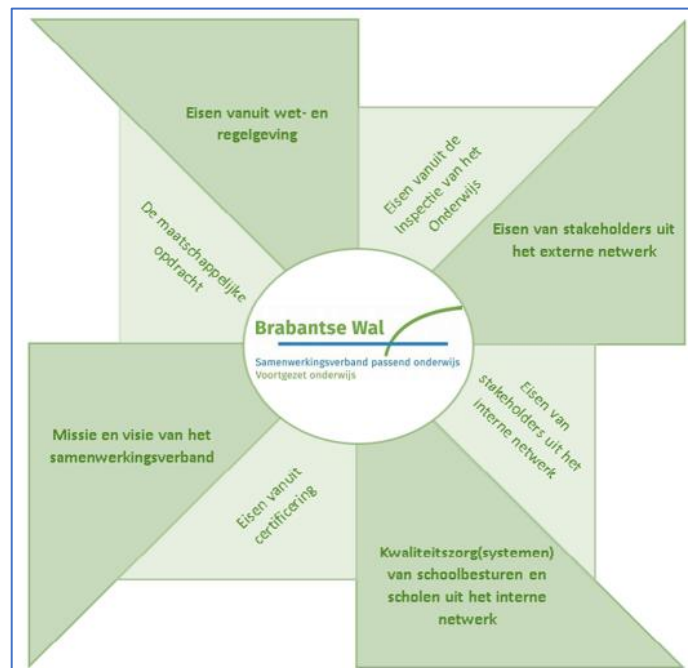 Eisen vanuit wet- en
regelgeving
Eisen vanuit de
Inspectie van het
Onderwijs
De maatschappelijke
opdracht
Eisen van stakeholders uit
het externe netwerk
Brabantse Wal
Samenwerkingsverband passend onderwijs
Voortgezet onderwijs
Eisen van
stakeholders uit het
interne netwerk
Missie en visie van het
samenwerkingsverband
Eisen vanuit
certificering
Kwaliteitszorg(systemen)
van schoolbesturen en
scholen uit het interne
netwerk